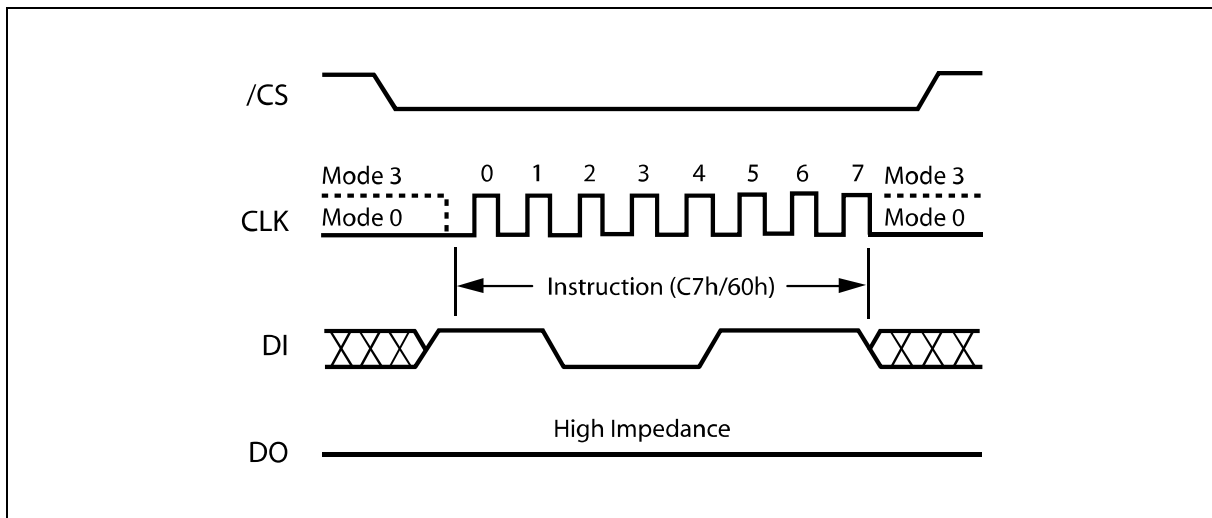 /CS
Mode 3 0 1 2 3 4 5 6 7 Mode 3
CLK Mode 0 Mode 0
Instruction (C7h/60h)
DI
High Impedance
DO